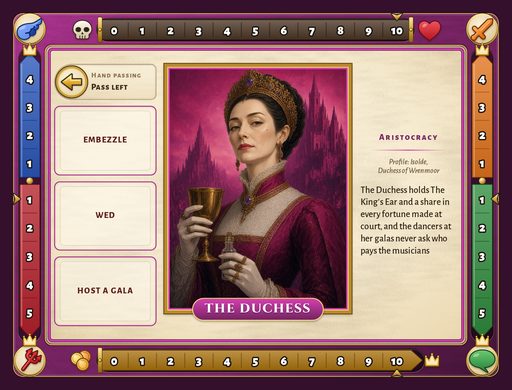 0 1 2 3 4 5 6 7 8 9 10
HAND PASSING
PASS LEFT
EMBEZZLE
WED
HOST A GALA
4
3
2
1
1
2
3
4
5
THE DUCHESS
ARISTOCRACY
Profile: Isolde,
Duchess of Wrenmoor
The Duchess holds The
King's Ear and a share in
every fortune made at
court, and the dancers at
her galas never ask who
pays the musicians
4
3
2
1
1
2
3
4
5
0 1 2 3 4 5 6 7 8 9 10